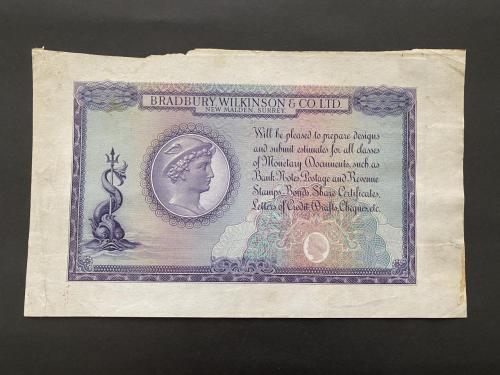 BRADBURY, WILKINSON & CO. LTD.
NEW MALDEN, SURREY.
Will be pleased to prepare designs
and submit estimates for all classes
of Monetary Documents, such as
Bank Notes, Postage and Revenue
Stamps, Bonds, Share Certificates,
Letters of Credit, Drafts, Cheques, etc.